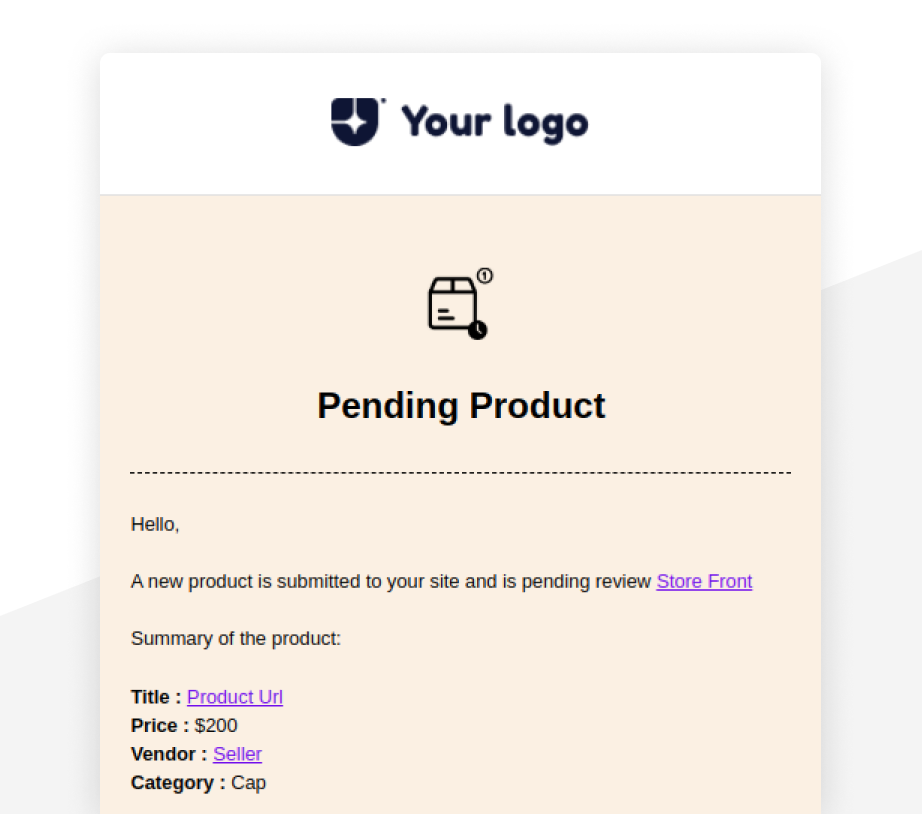 Your logo
1
Pending Product
Hello,
A new product is submitted to your site and is pending review Store Front
Summary of the product:
Title : Product Url
Price : $200
Vendor : Seller
Category : Cap